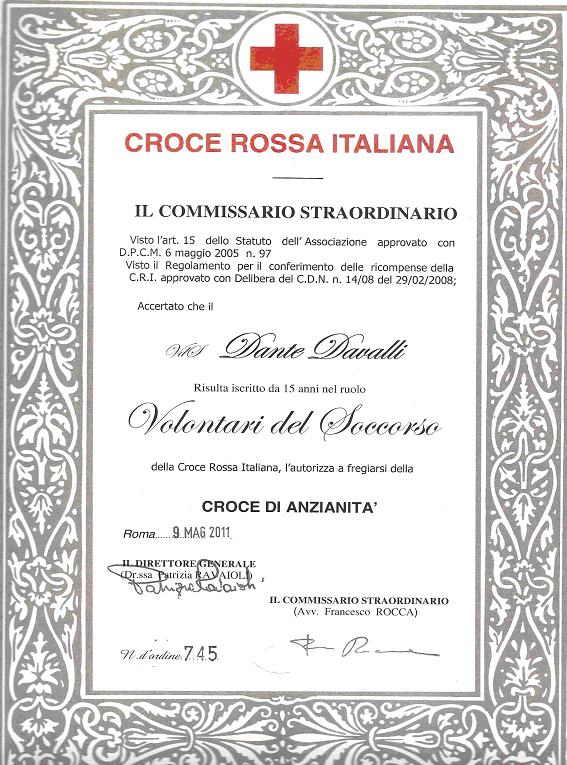 CROCE ROSSA ITALIANA
IL COMMISSARIO STRAORDINARIO
Visto l'art. 15 dello Statuto dell'Associazione approvato con
D.P.C.M. 6 maggio 2005 n. 97
Visto il Regolamento per il conferimento delle ricompense della
C.R.I. approvato con Delibera del C.D.N. n. 14/08 del 29/02/2008;
Accertato che il
VdS Dante Davalli
Risulta iscritto da 15 anni nel ruolo
Volontari del Soccorso
della Croce Rossa Italiana, l'autorizza a fregiarsi della
CROCE DI ANZIANITA'
Roma, 9 MAG 2011
IL DIRETTORE GENERALE
(Dr.ssa Patrizia RAVAIOLI)
IL COMMISSARIO STRAORDINARIO
(Avv. Francesco ROCCA)
N. d'ordine 745